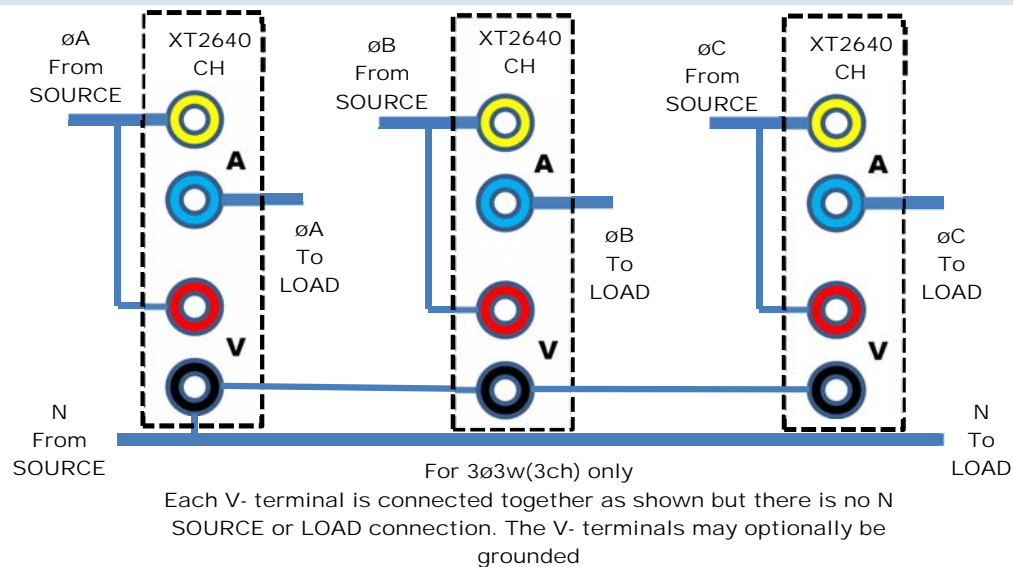 øA
From
SOURCE
XT2640
CH
A
øA
To
LOAD
V
øB
From
SOURCE
XT2640
CH
A
øB
To
LOAD
V
øC
From
SOURCE
XT2640
CH
A
øC
To
LOAD
V
N
From
SOURCE
N
To
LOAD
For 3ø3w(3ch) only
Each V- terminal is connected together as shown but there is no N
SOURCE or LOAD connection. The V- terminals may optionally be
grounded